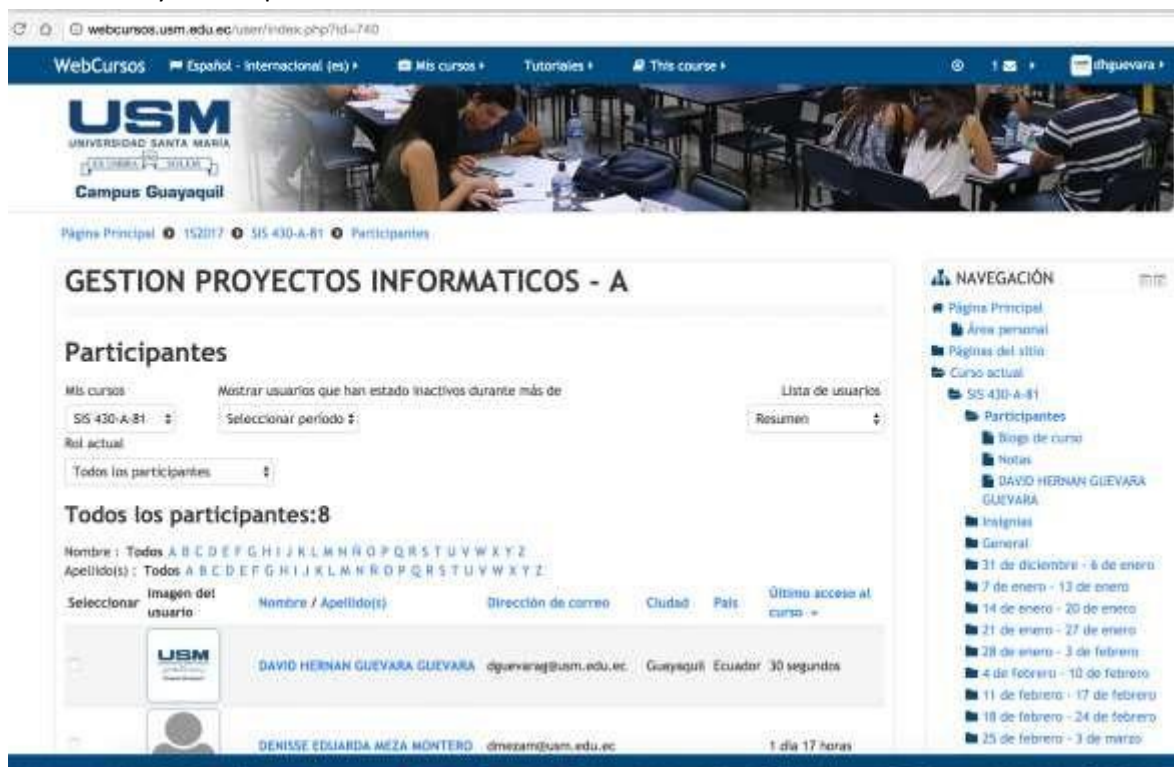 webcursos.usm.edu.ec/user/index.php?id=740
WebCursos Español - Internacional (es) Mis cursos Tutoriales This course 1 dhguevara
USM
UNIVERSIDAD SANTA MARÍA
Campus Guayaquil
Página Principal 152017 SIS 430-A-81 Participantes
GESTION PROYECTOS INFORMATICOS - A
Participantes
Mis cursos Mostrar usuarios que han estado inactivos durante más de Lista de usuarios
SIS 430-A-81 Seleccionar período Resumen
Rol actual
Todos los participantes
Todos los participantes:8
Nombre : Todos A B C D E F G H I J K L M N Ñ O P Q R S T U V W X Y Z
Apellido(s) : Todos A B C D E F G H I J K L M N Ñ O P Q R S T U V W X Y Z
Seleccionar Imagen del usuario Nombre / Apellido(s) Dirección de correo Ciudad País Último acceso al curso
USM
DAVID HERNAN GUEVARA GUEVARA dguevarag@usm.edu.ec Guayaquil Ecuador 30 segundos
DENISSE EDUARDA MEZA MONTERO dmezam@usm.edu.ec 1 día 17 horas
NAVEGACIÓN
Página Principal
Área personal
Páginas del sitio
Curso actual
SIS 430-A-81
Participantes
Blogs de curso
Notas
DAVID HERNAN GUEVARA
GUEVARA
Insignias
General
31 de diciembre - 6 de enero
7 de enero - 13 de enero
14 de enero - 20 de enero
21 de enero - 27 de enero
28 de enero - 3 de febrero
4 de febrero - 10 de febrero
11 de febrero - 17 de febrero
18 de febrero - 24 de febrero
25 de febrero - 3 de marzo